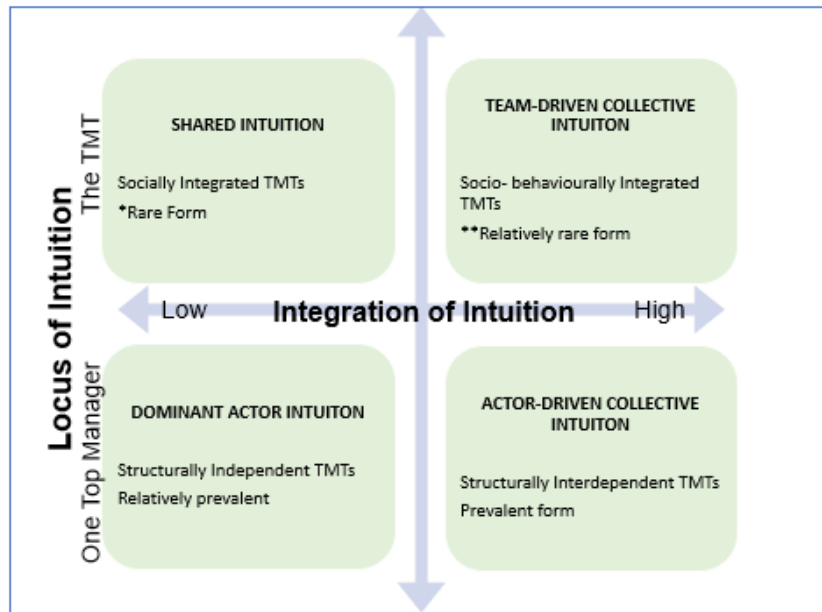 SHARED INTUITION
Socially Integrated TMTs
*Rare Form
TEAM-DRIVEN COLLECTIVE
INTUITON
Socio- behaviourally Integrated
TMTs
**Relatively rare form
The TMT
Locus of Intuition
One Top Manager
Low
Integration of Intuition
High
DOMINANT ACTOR INTUITON
Structurally Independent TMTs
Relatively prevalent
ACTOR-DRIVEN COLLECTIVE
INTUITON
Structurally Interdependent TMTs
Prevalent form